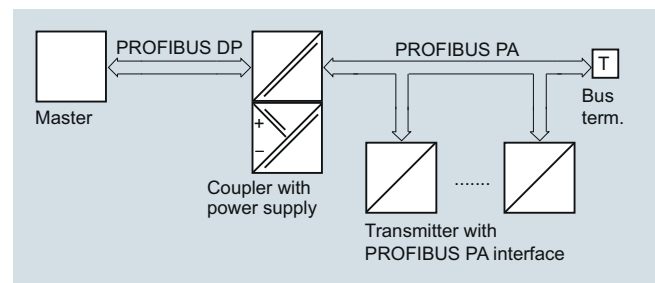 PROFIBUS DP
PROFIBUS PA
T
Master
Bus
term.
+
–
Coupler with
power supply
.......
Transmitter with
PROFIBUS PA interface